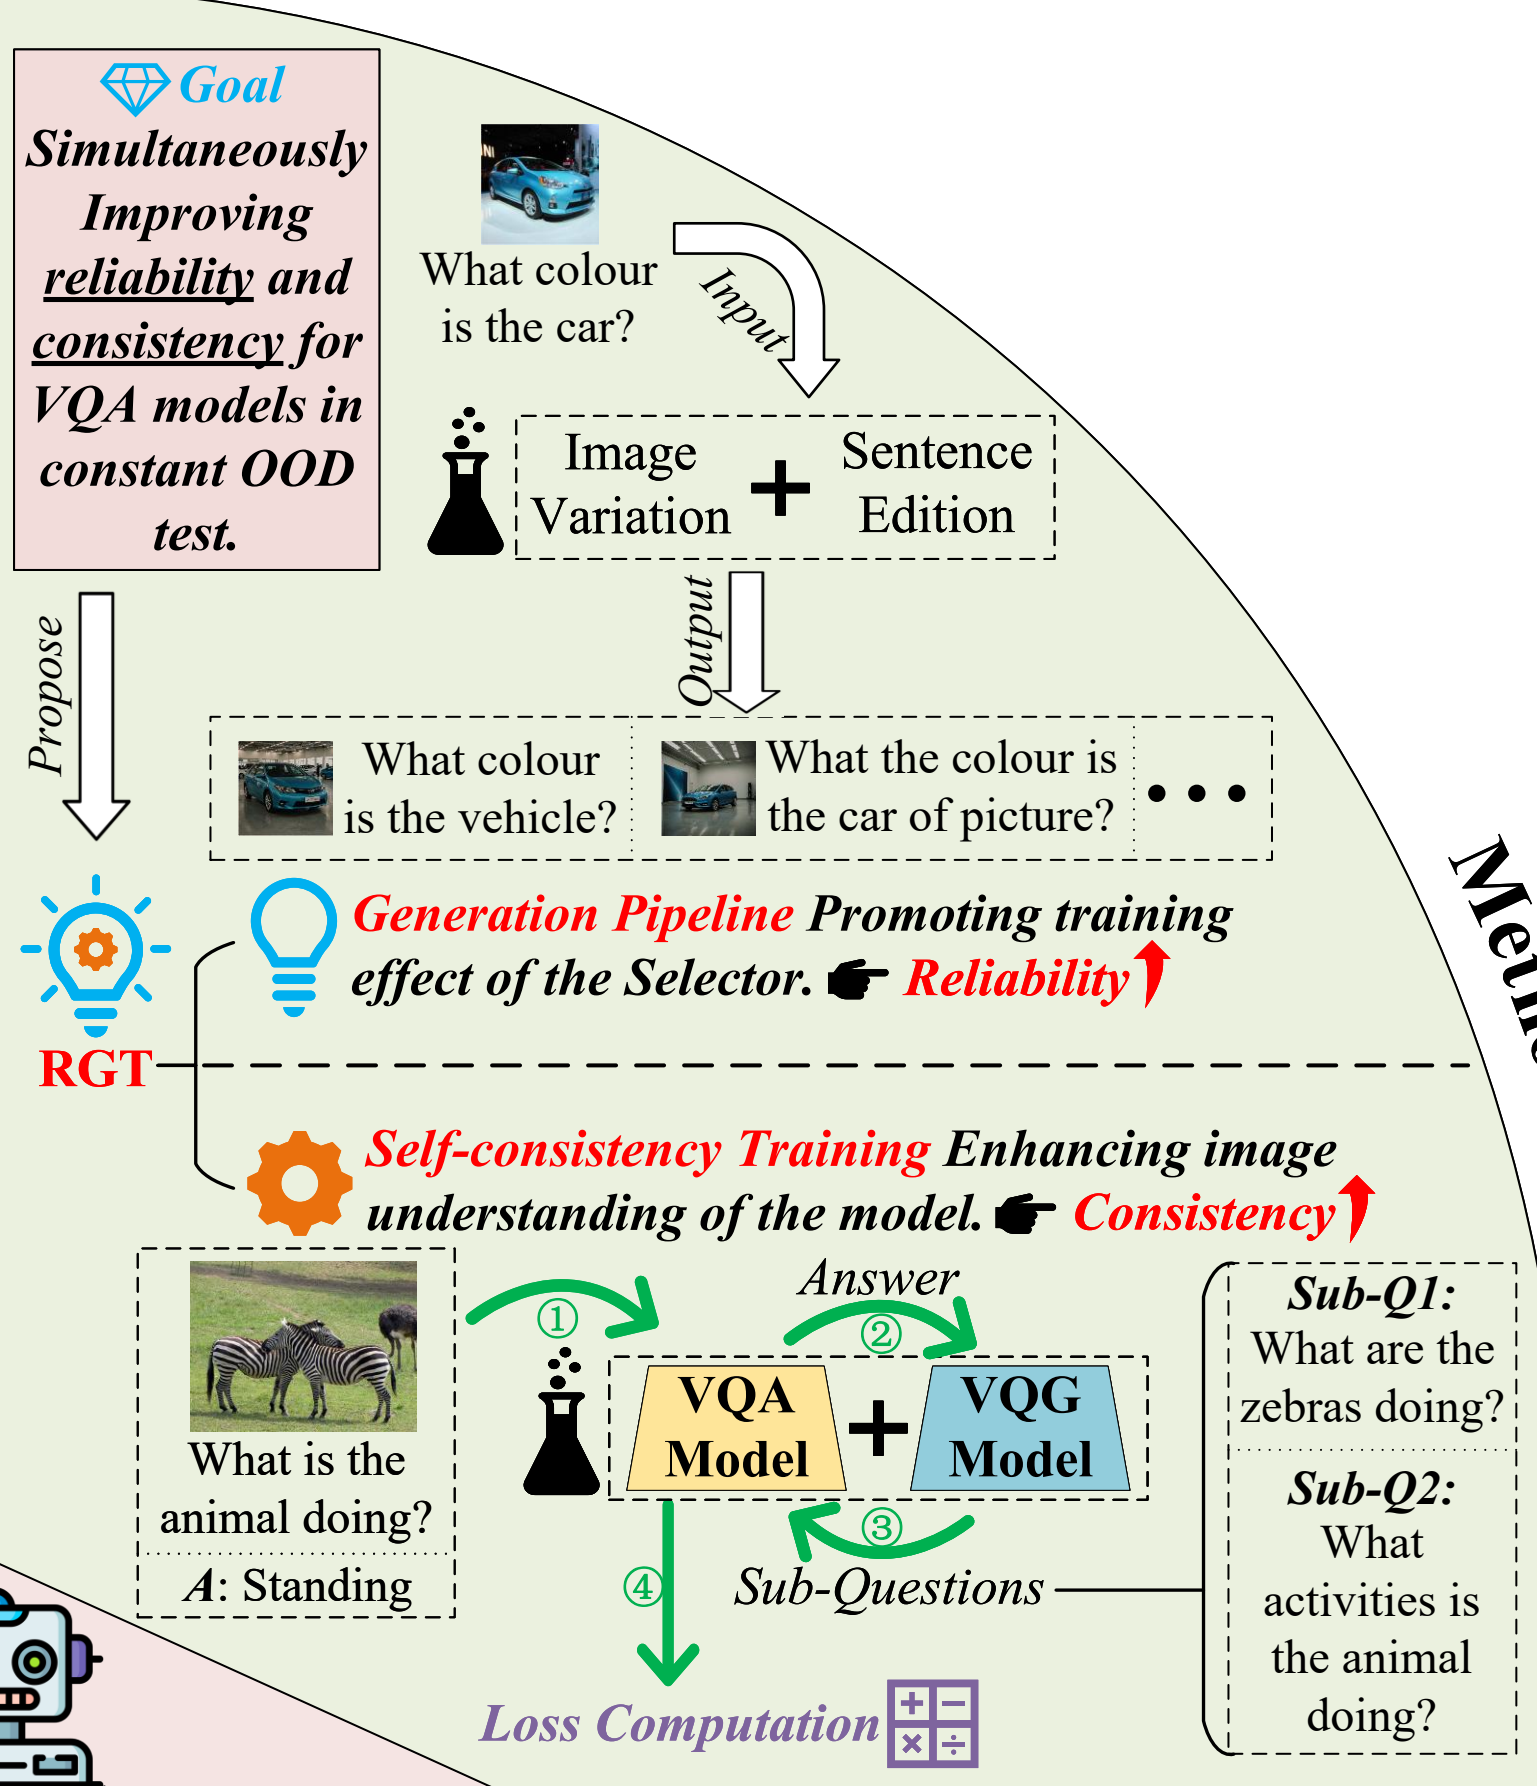 Goal
Simultaneously
Improving
reliability and
consistency for
VQA models in
constant OOD
test.
What colour
is the car?
Input
Image
Variation
+
Sentence
Edition
Output
Propose
What colour
is the vehicle?
What the colour is
the car of picture?
•••
Generation Pipeline Promoting training
effect of the Selector. Reliability
RGT
Self-consistency Training Enhancing image
understanding of the model. Consistency
What is the
animal doing?
A: Standing
①
Answer
②
VQA
Model
+
VQG
Model
③
④
Sub-Questions
Sub-Q1:
What are the
zebras doing?
Sub-Q2:
What
activities is
the animal
doing?
Loss Computation